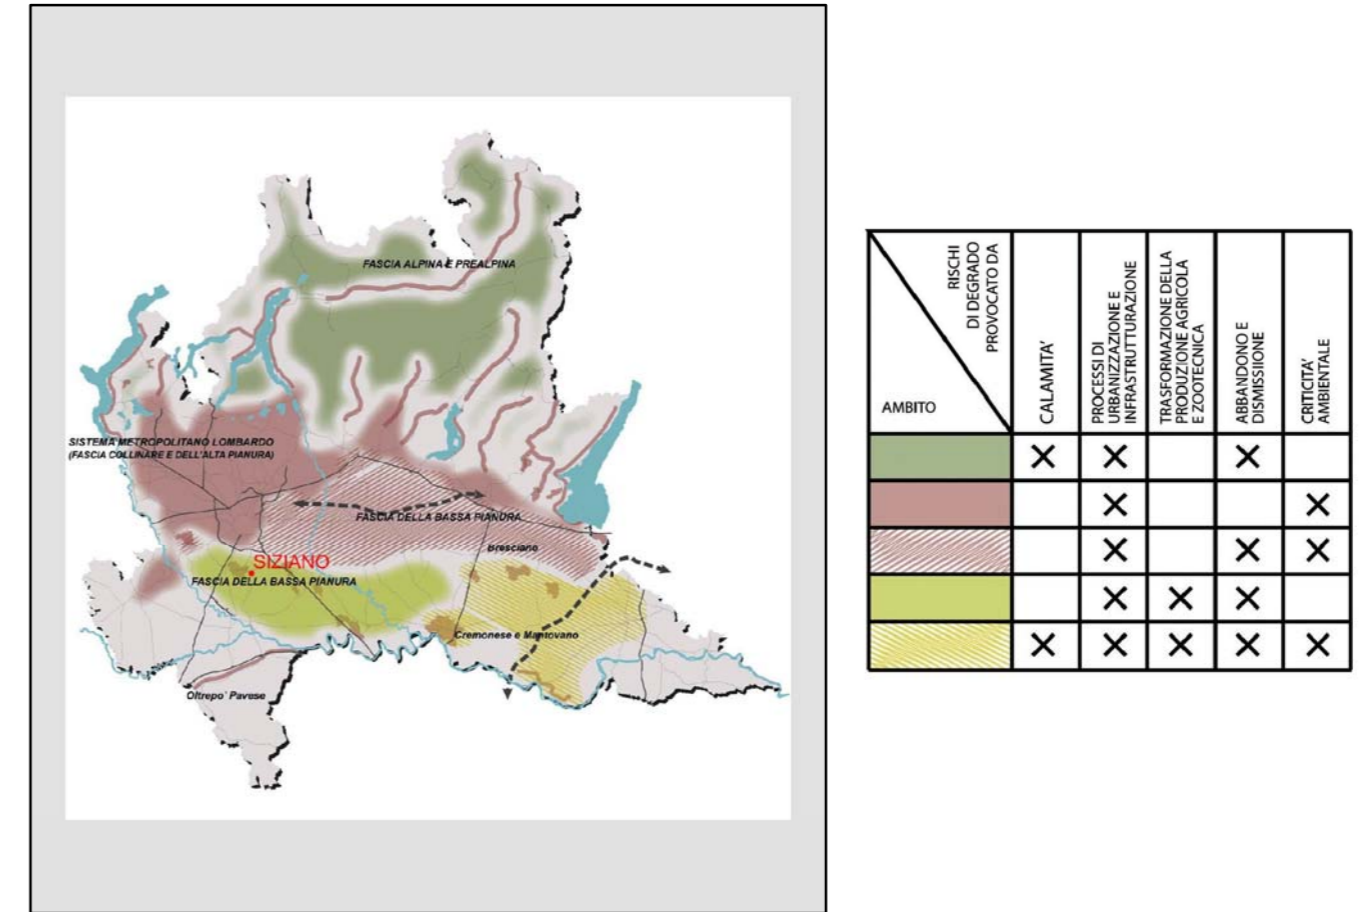 FASCIA ALPINA E PREALPINA
SISTEMA METROPOLITANO LOMBARDO
(FASCIA COLLINARE E DELL'ALTA PIANURA)
FASCIA DELLA BASSA PIANURA
Bresciano
SIZIANO
FASCIA DELLA BASSA PIANURA
Cremonese e Mantovano
Oltrepo` Pavese
RISCHI
DI DEGRADO
PROVOCATO DA
AMBITO
CALAMITA'
PROCESSI DI
URBANIZZAZIONE E
INFRASTRUTTURAZIONE
TRASFORMAZIONE DELLA
PRODUZIONE AGRICOLA
E ZOOTECNICA
ABBANDONO E
DISMISSIONE
CRITICITA'
AMBIENTALE